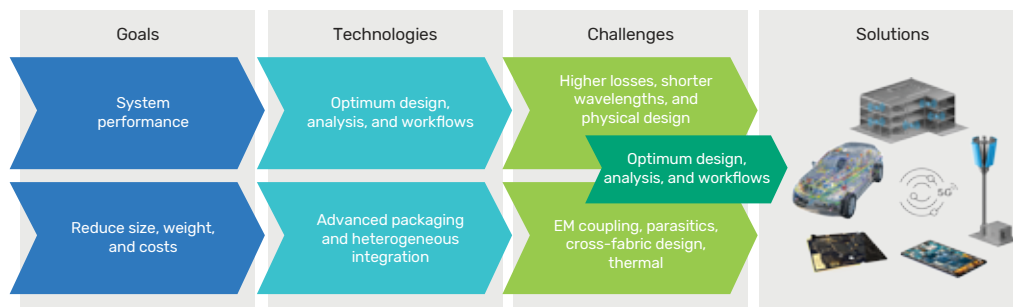 Goals
Technologies
Challenges
Solutions
System
performance
Optimum design,
analysis, and workflows
Higher losses, shorter
wavelengths, and
physical design
Optimum design,
analysis, and workflows
Reduce size, weight,
and costs
Advanced packaging
and heterogeneous
integration
EM coupling, parasitics,
cross-fabric design,
thermal
5G